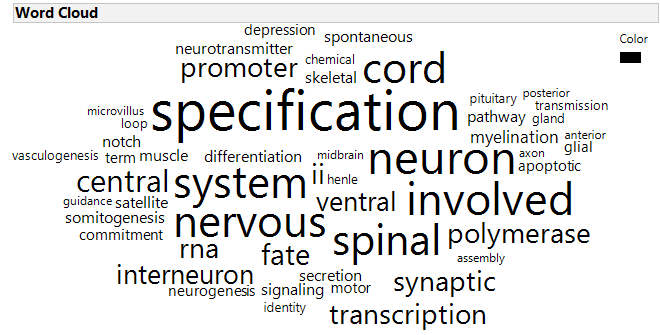 Word Cloud
Color
depression
spontaneous
neurotransmitter
chemical
cord
promoter
skeletal
specification
pituitary
posterior
transmission
microvillus
pathway
gland
loop
notch
myelination
anterior
glial
vasculogenesis
term
muscle
differentiation
midbrain
neuron
axon
apoptotic
central
system
ii
henle
guidance
satellite
ventral
involved
somitogenesis
nervous
commitment
spinal
polymerase
rna
fate
assembly
interneuron
secretion
synaptic
neurogenesis
signaling
motor
identity
transcription